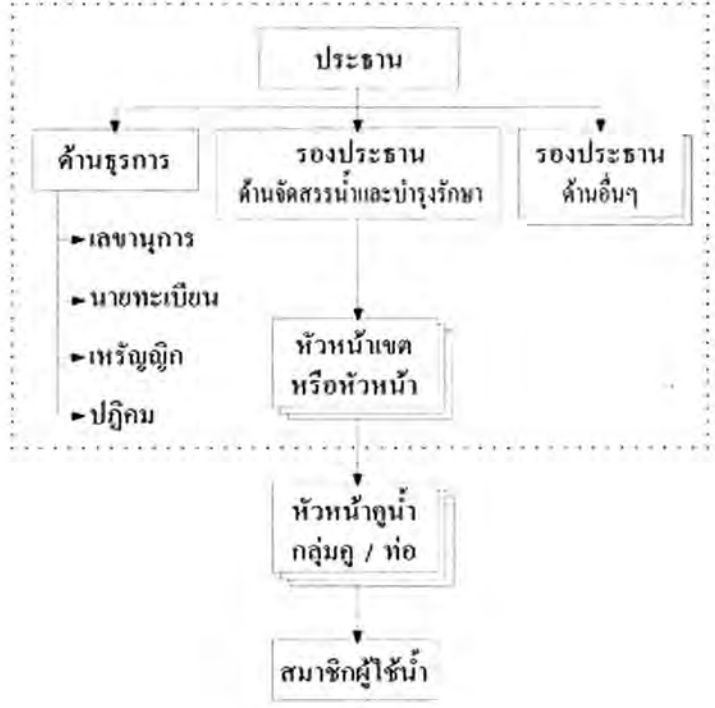 ประธาน
ด้านธุรการ
รองประธาน
ด้านจัดสรรน้ำและบำรุงรักษา
รองประธาน
ด้านอื่นๆ
เลขานุการ
นายทะเบียน
เหรัญญิก
ปฏิคม
หัวหน้าเขต
หรือหัวหน้า
หัวหน้าคูน้ำ
กลุ่มคู / ท่อ
สมาชิกผู้ใช้น้ำ